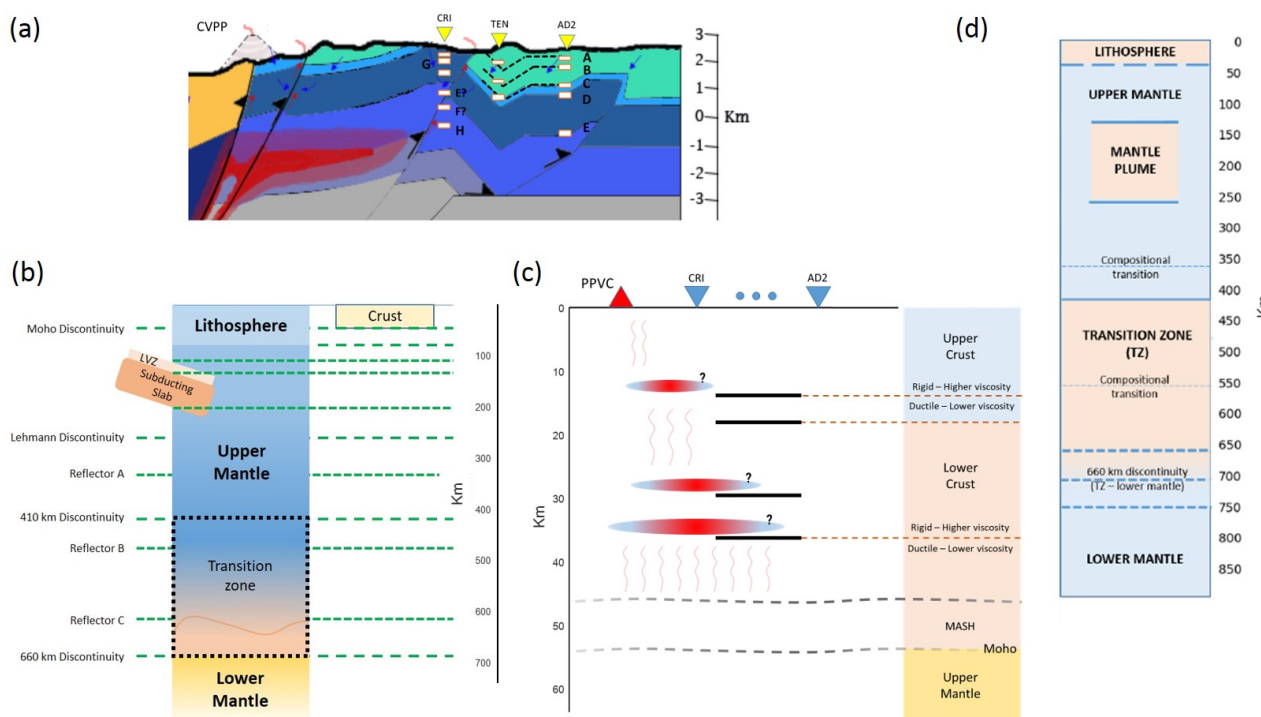 (a)
CVPP
CRI
TEN
AD2
G
E?
F?
H
A
B
C
D
E
3
2
1
0
-1
-2
-3
Km
(b)
Moho Discontinuity
LVZ
Subducting
Slab
Lehmann Discontinuity
Reflector A
410 km Discontinuity
Reflector B
Reflector C
660 km Discontinuity
Lithosphere
Crust
Upper
Mantle
Transition
zone
Lower
Mantle
100
200
300
400
500
600
700
Km
(c)
PPVC
CRI
AD2
0
10
20
30
40
50
60
Km
?
?
?
Upper
Crust
Rigid – Higher viscosity
Ductile – Lower viscosity
Lower
Crust
Rigid – Higher viscosity
Ductile – Lower viscosity
MASH
Moho
Upper
Mantle
(d)
LITHOSPHERE
UPPER MANTLE
MANTLE
PLUME
Compositional
transition
TRANSITION ZONE
(TZ)
Compositional
transition
660 km discontinuity
(TZ – lower mantle)
LOWER MANTLE
0
50
100
150
200
250
300
350
400
450
500
550
600
650
700
750
800
850